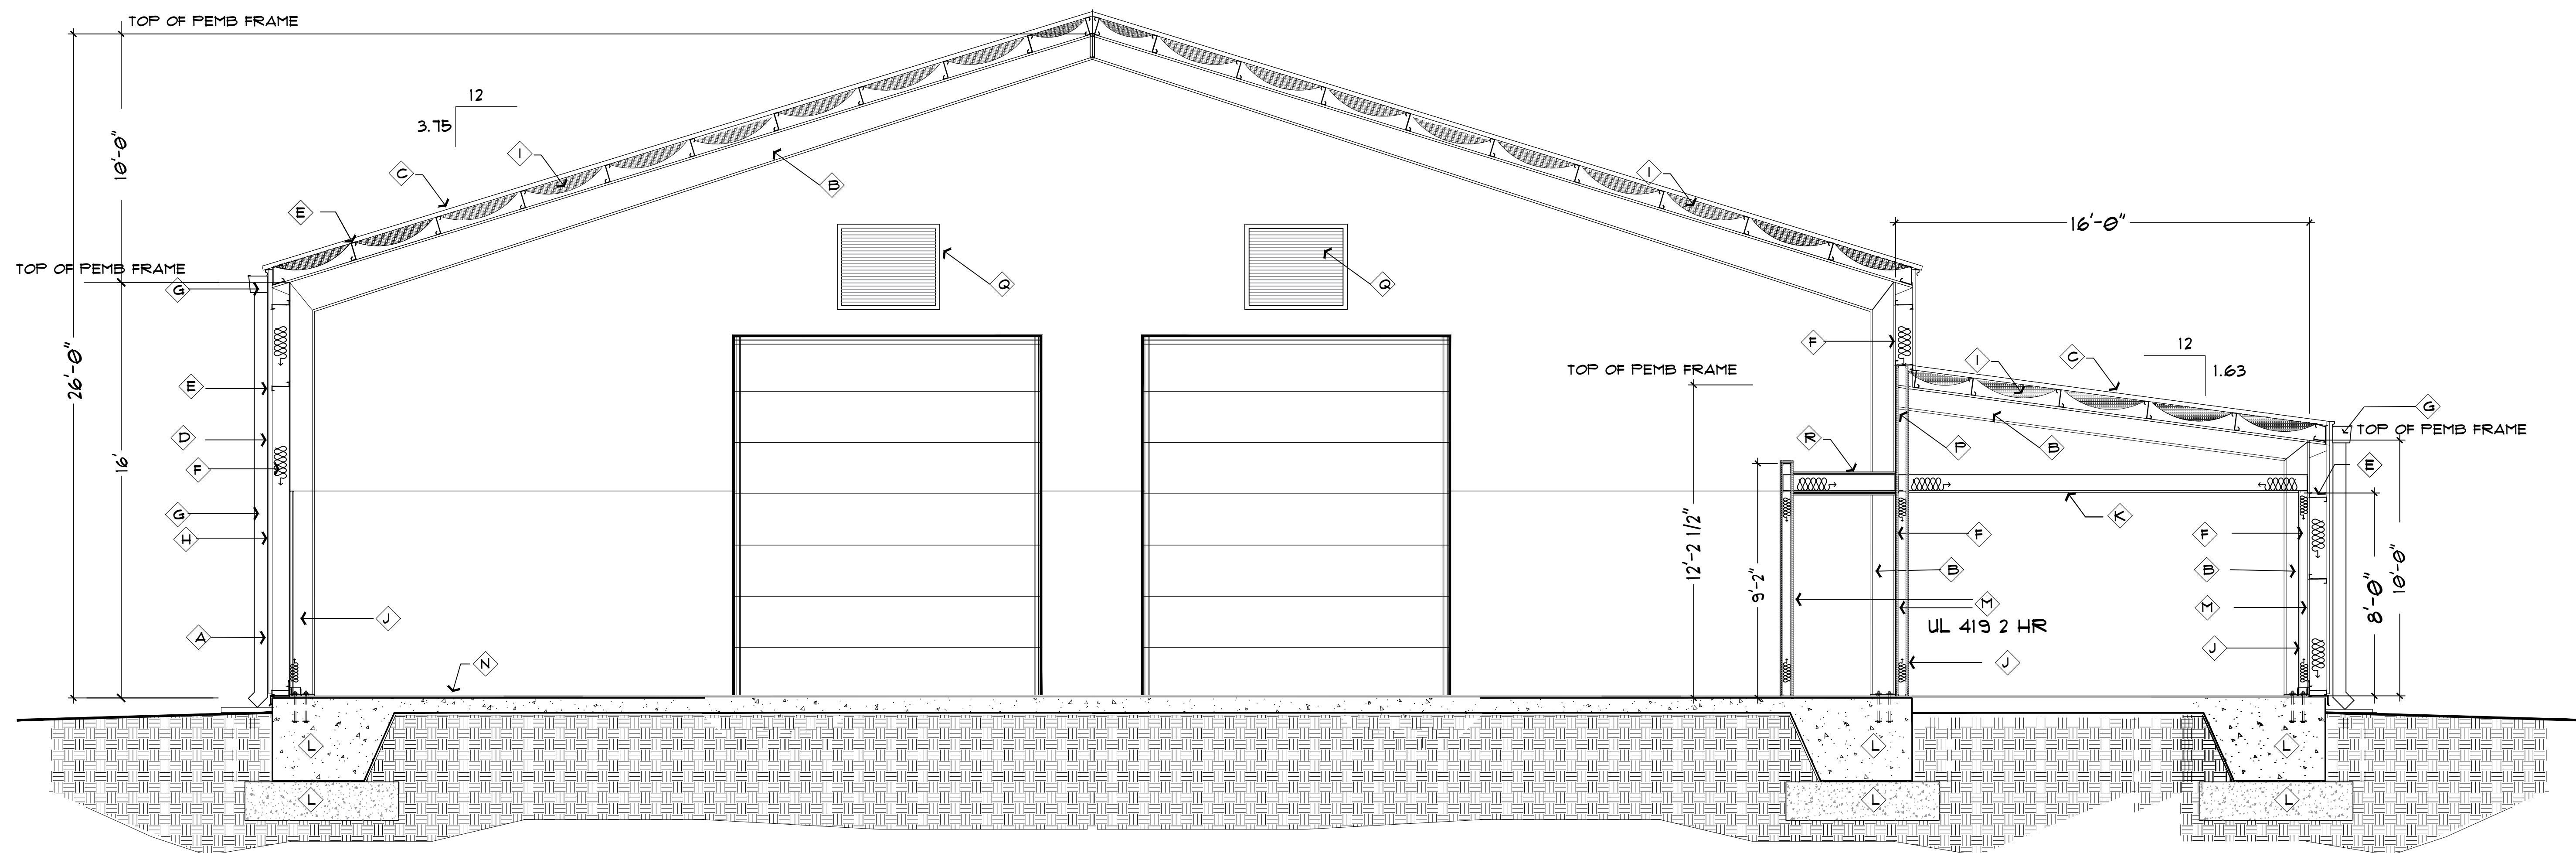 TOP OF PEMB FRAME
12
3.75
10'-0"
I
C
B
E
I
16'-0"
TOP OF PEMB FRAME
G
Q
Q
26'-0"
F
12
1.63
I
C
TOP OF PEMB FRAME
E
G
TOP OF PEMB FRAME
D
R
P
B
16'
F
E
G
K
H
12'-2 1/2"
F
F
9'-2"
B
B
10'-0"
8'-0"
M
M
J
UL 419 2 HR
A
J
N
J
L
L
L
L
L
L